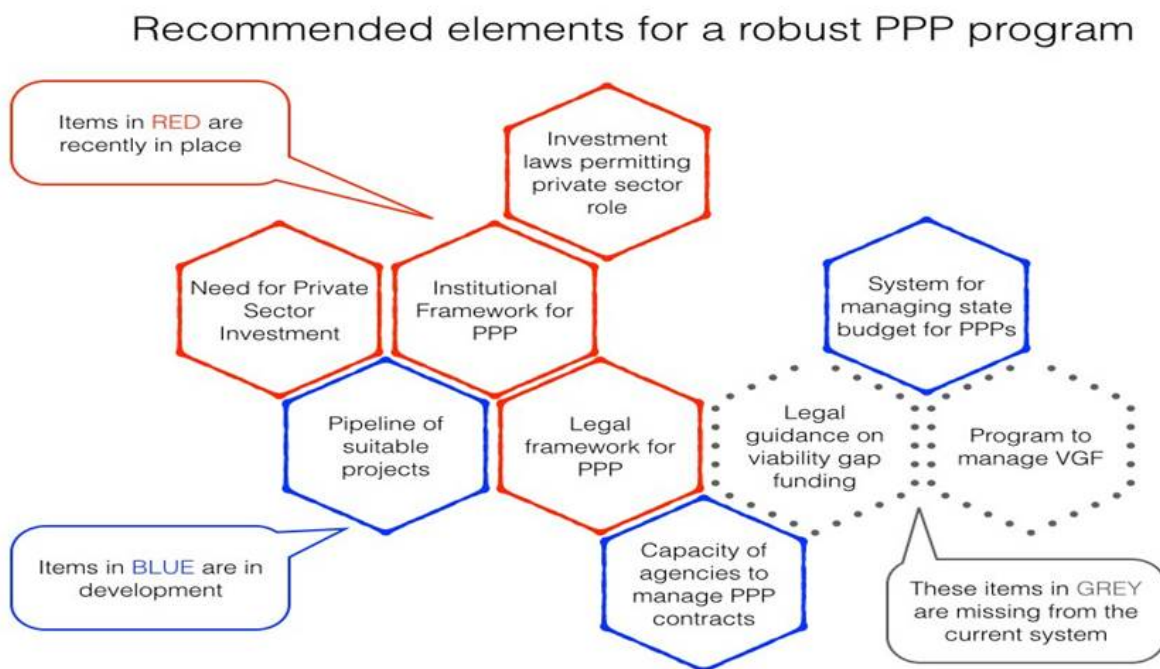 Recommended elements for a robust PPP program
Items in RED are
recently in place
Investment
laws permitting
private sector
role
Need for Private
Sector
Investment
Institutional
Framework for
PPP
System for
managing state
budget for PPPs
Pipeline of
suitable
projects
Legal
framework for
PPP
Legal
guidance on
viability gap
funding
Program to
manage VGF
Items in BLUE are in
development
Capacity of
agencies to
manage PPP
contracts
These items in GREY
are missing from the
current system